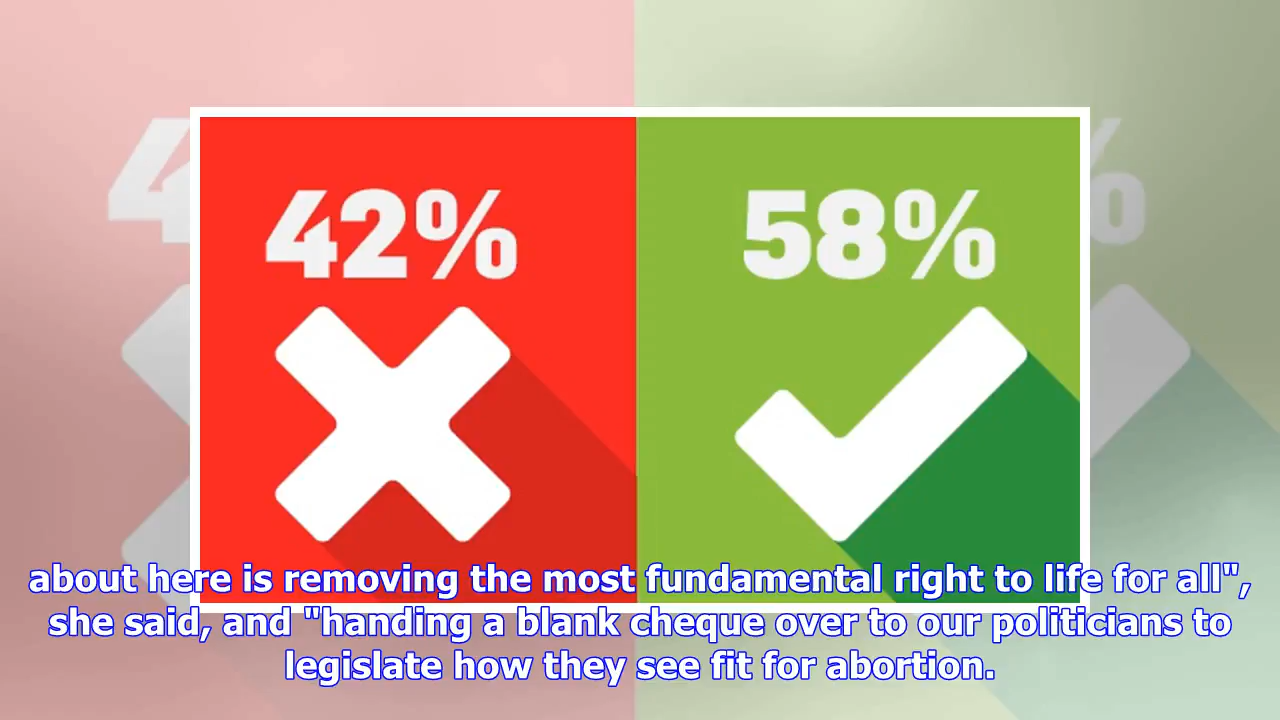 42%
58%
about here is removing the most fundamental right to life for all",
she said, and "handing a blank cheque over to our politicians to
legislate how they see fit for abortion.